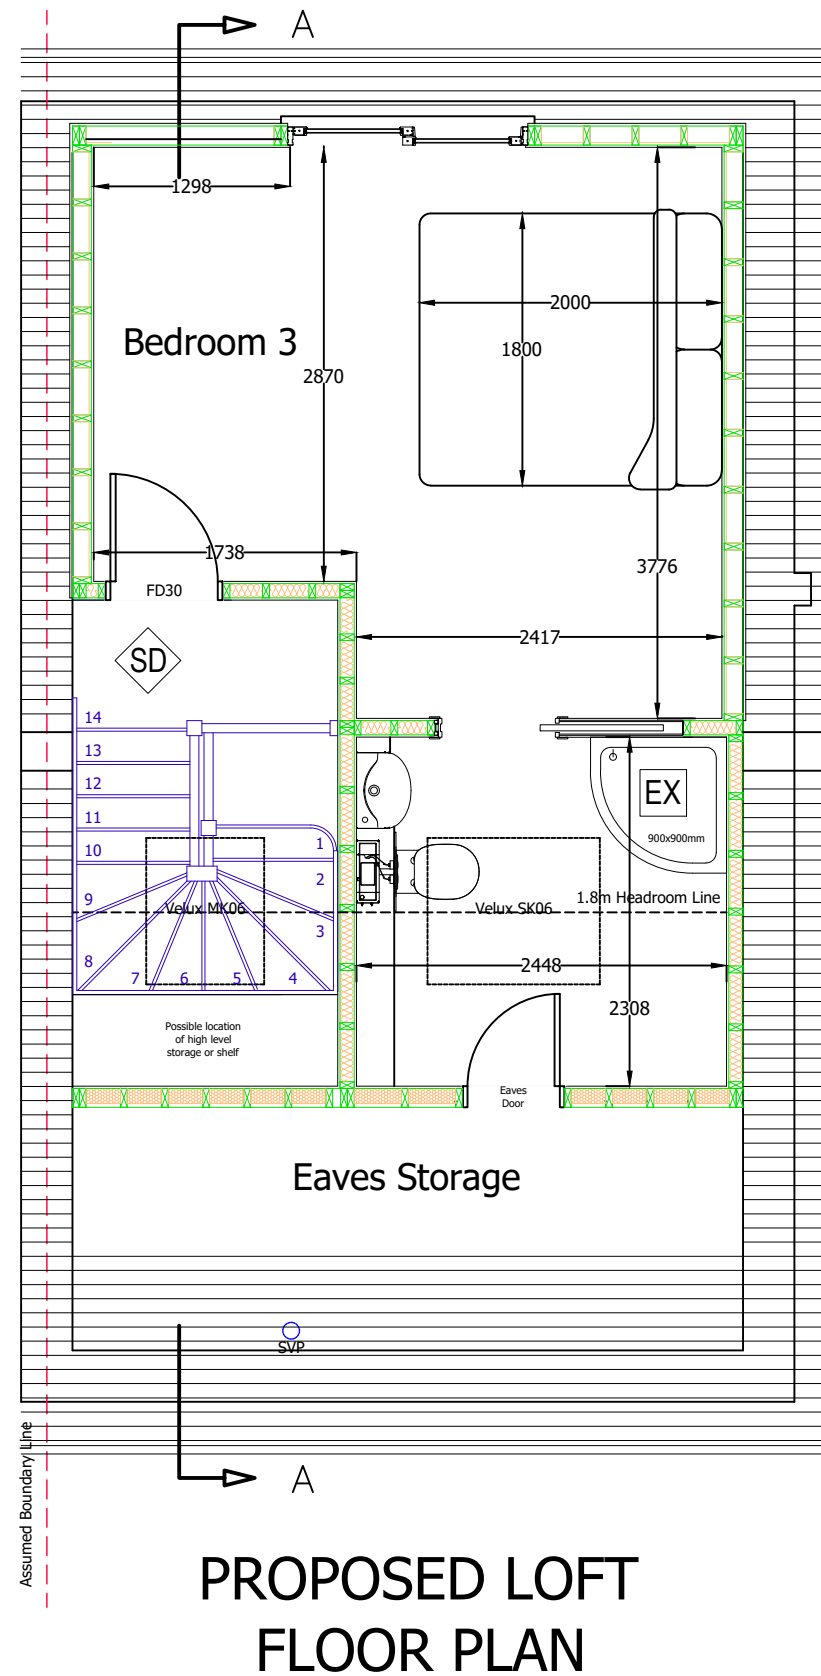 A
1298
2000
Bedroom 3
1800
2870
1738
3776
FD30
2417
SD
14
13
12
11
10
9
8
7
6
5
4
3
2
1
EX
900x900mm
1.8m Headroom Line
Velux MK06
Velux SK06
2448
2308
Possible location
of high level
storage or shelf
Eaves
Door
Eaves Storage
SVP
Assumed Boundary Line
A
PROPOSED LOFT
FLOOR PLAN